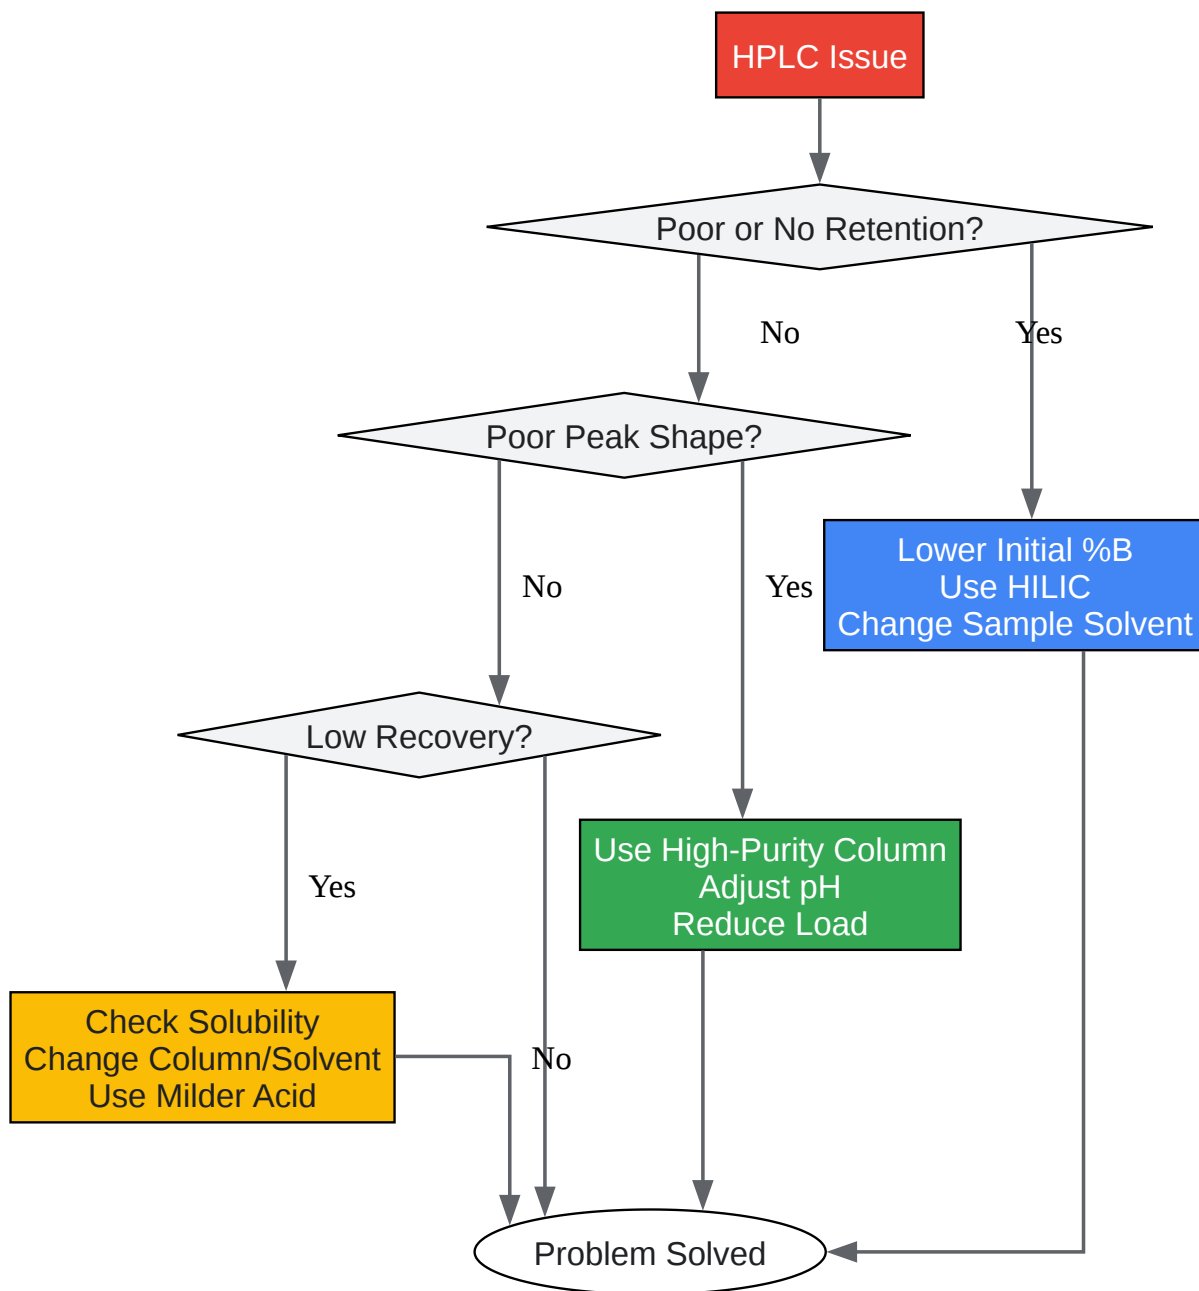 HPLC Issue
Poor or No Retention?
No
Yes
Poor Peak Shape?
Lower Initial %B
Use HILIC
Change Sample Solvent
No
Yes
Low Recovery?
Use High-Purity Column
Adjust pH
Reduce Load
Yes
Check Solubility
Change Column/Solvent
Use Milder Acid
No
Problem Solved